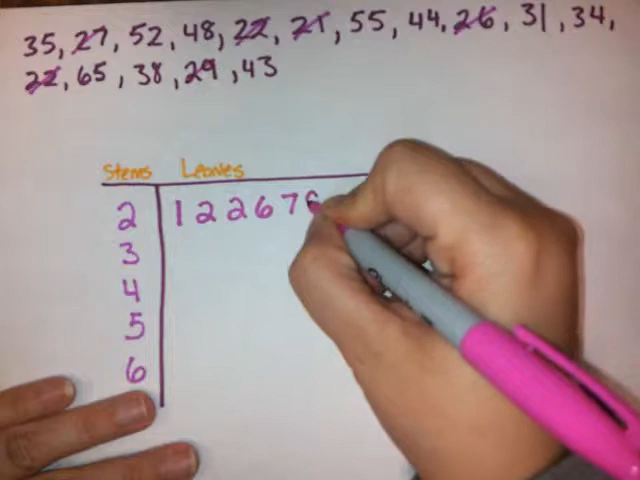 35, 27, 52, 48, 22, 21, 55, 44, 26, 31, 34,
22, 65, 38, 29, 43
Stems Leaves
2 1 2 2 6 7
3
4
5
6